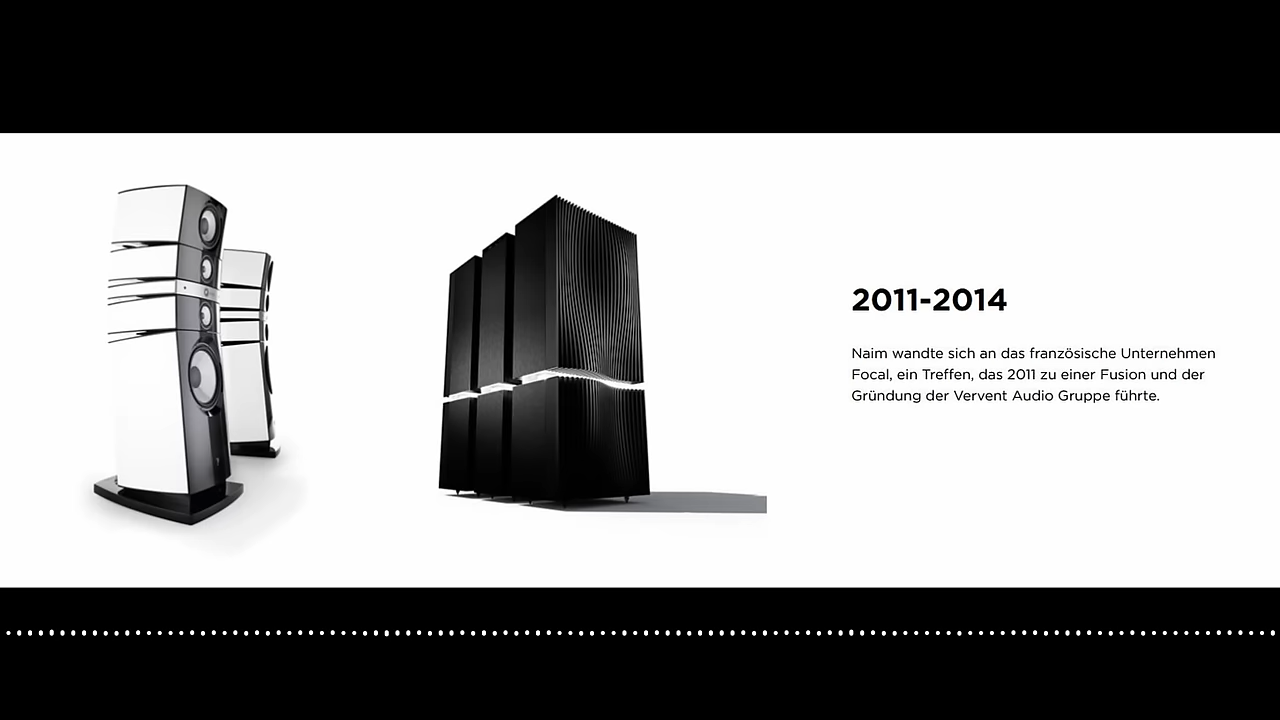 2011-2014
Naim wandte sich an das französische Unternehmen
Focal, ein Treffen, das 2011 zu einer Fusion und der
Gründung der Vervent Audio Gruppe führte.